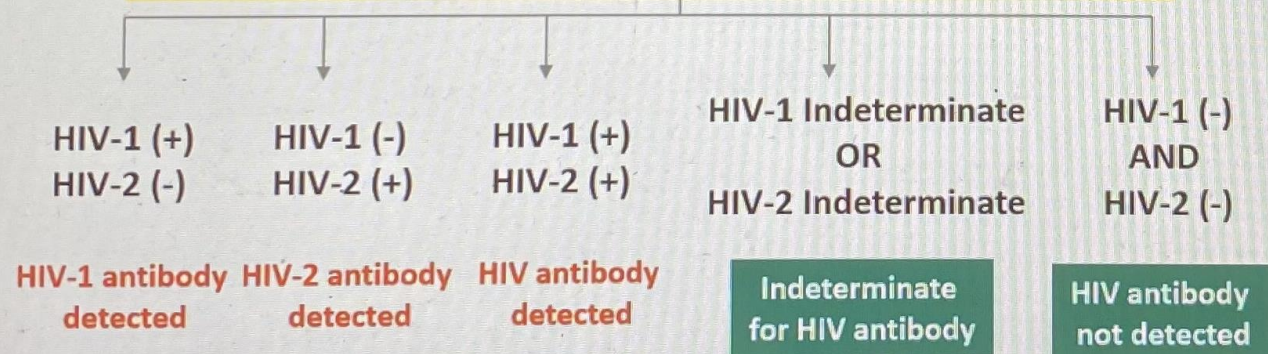 HIV-1 (+)
HIV-2 (-)
HIV-1 antibody
detected
HIV-1 (-)
HIV-2 (+)
HIV-2 antibody
detected
HIV-1 (+)
HIV-2 (+)
HIV antibody
detected
HIV-1 Indeterminate
OR
HIV-2 Indeterminate
Indeterminate
for HIV antibody
HIV-1 (-)
AND
HIV-2 (-)
HIV antibody
not detected